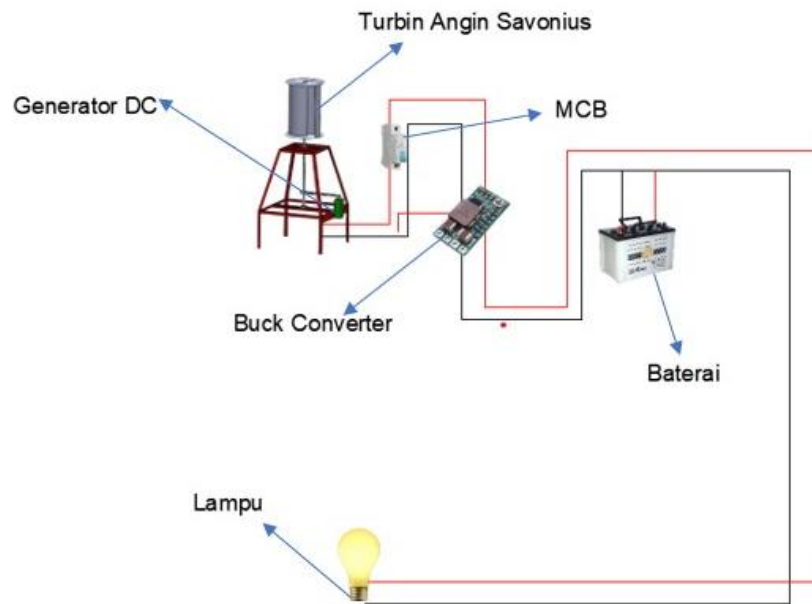 Turbin Angin Savonius
Generator DC
MCB
Buck Converter
Baterai
Lampu